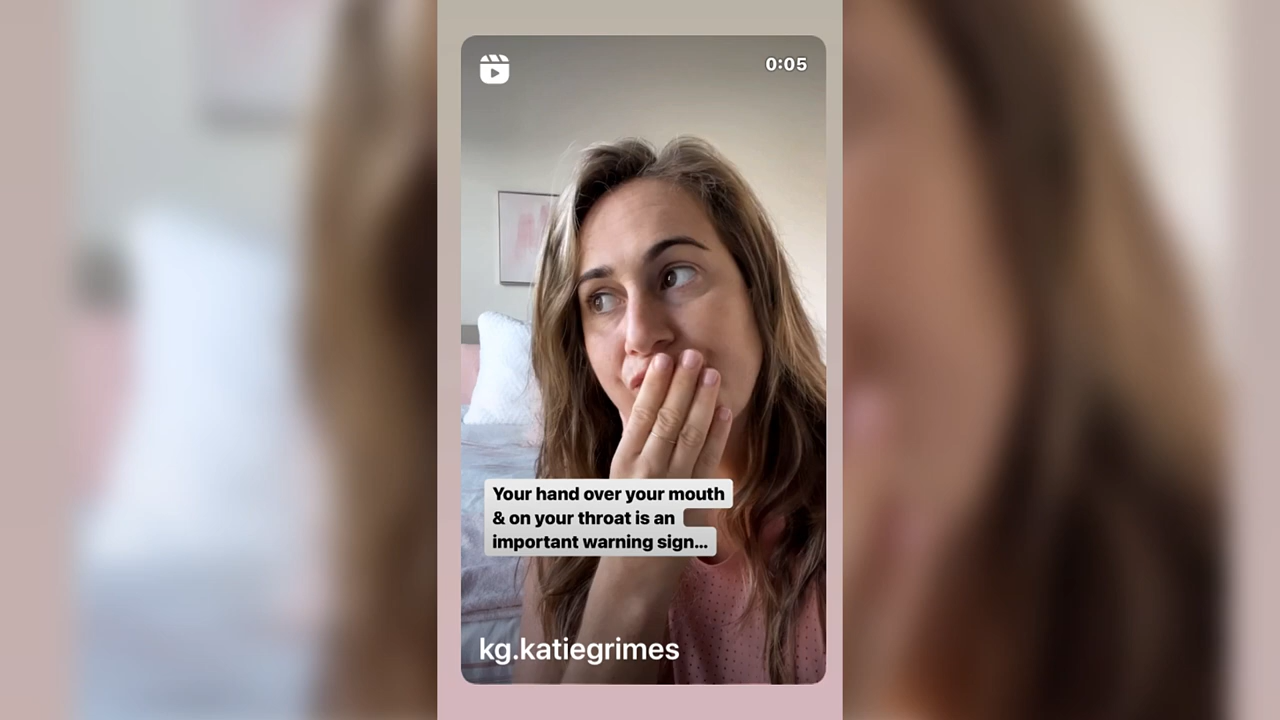 0:05
Your hand over your mouth
& on your throat is an
important warning sign...
kg.katiegrimes